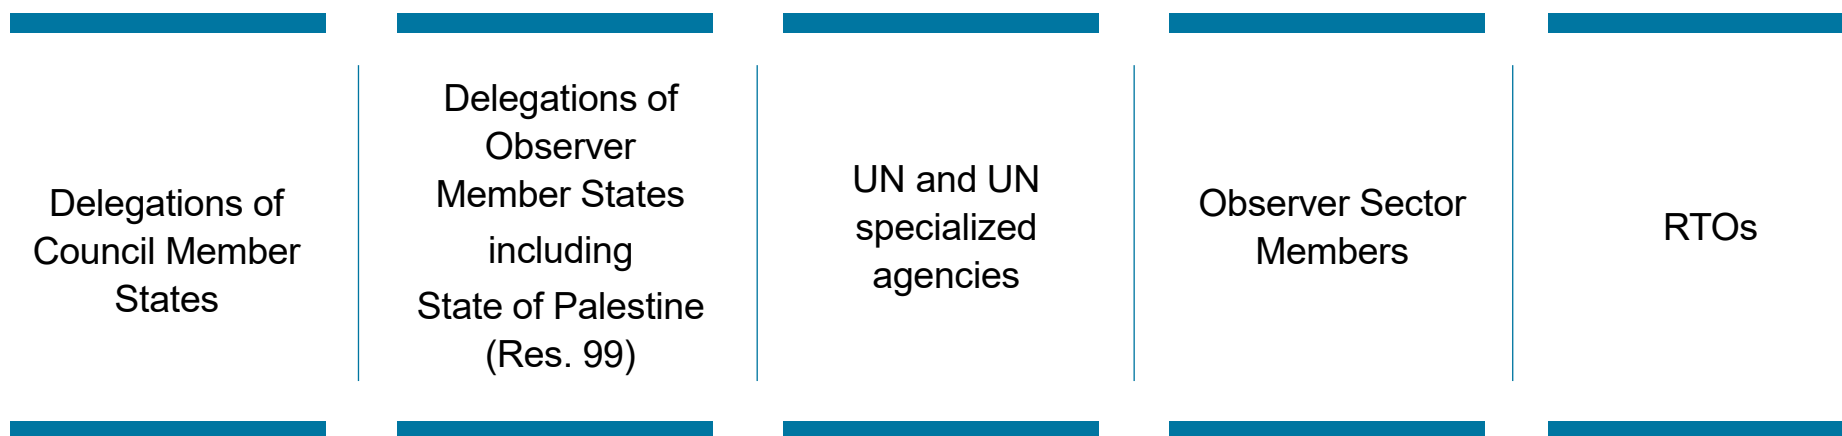 Delegations of
Council Member
States
Delegations of
Observer
Member States
including
State of Palestine
(Res. 99)
UN and UN
specialized
agencies
Observer Sector
Members
RTOs